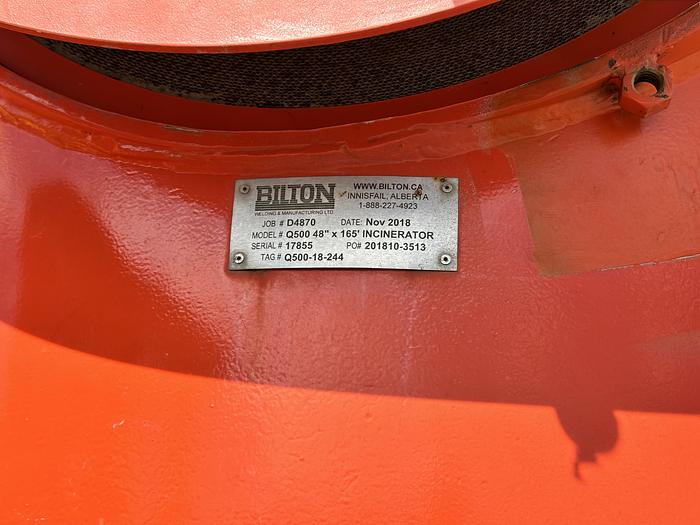 BILTON
WELDING & MANUFACTURING LTD.
WWW.BILTON.CA
INNISFAIL, ALBERTA
1-888-227-4923
JOB # D4870 DATE: Nov 2018
MODEL # Q500 48" x 165' INCINERATOR
SERIAL # 17855 PO# 201810-3513
TAG # Q500-18-244